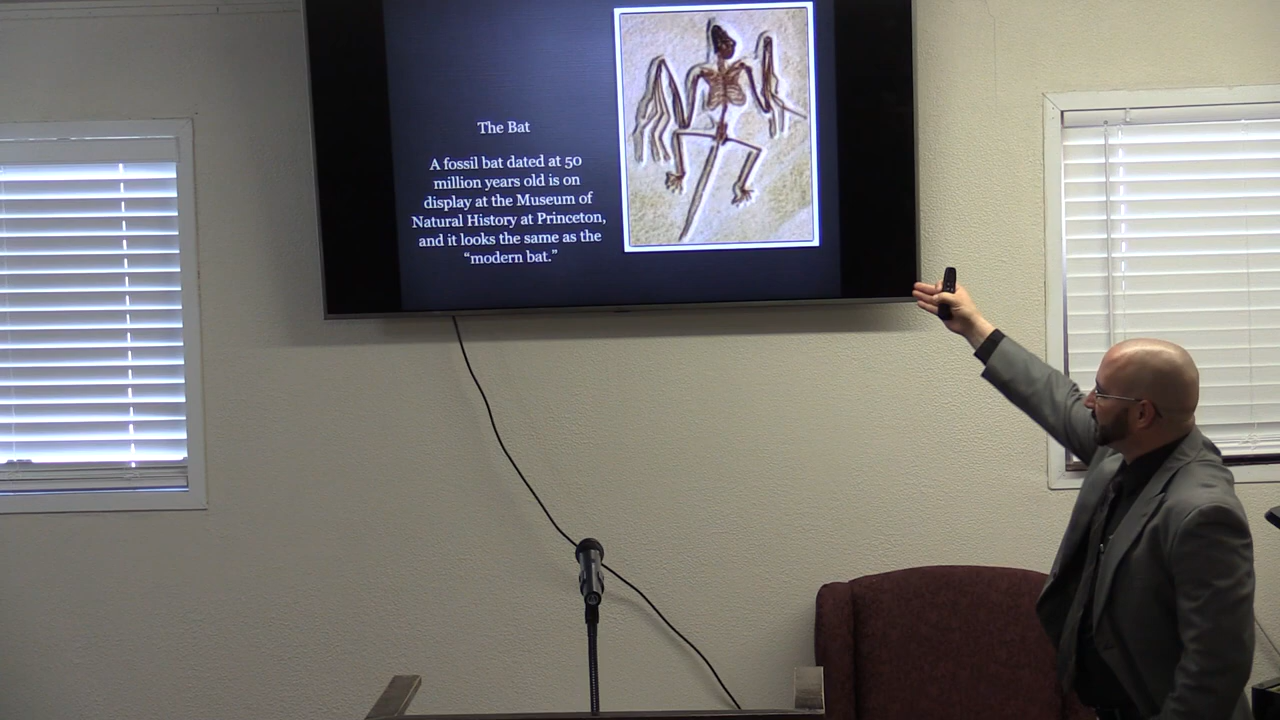 The Bat
A fossil bat dated at 50
million years old is on
display at the Museum of
Natural History at Princeton,
and it looks the same as the
“modern bat.”